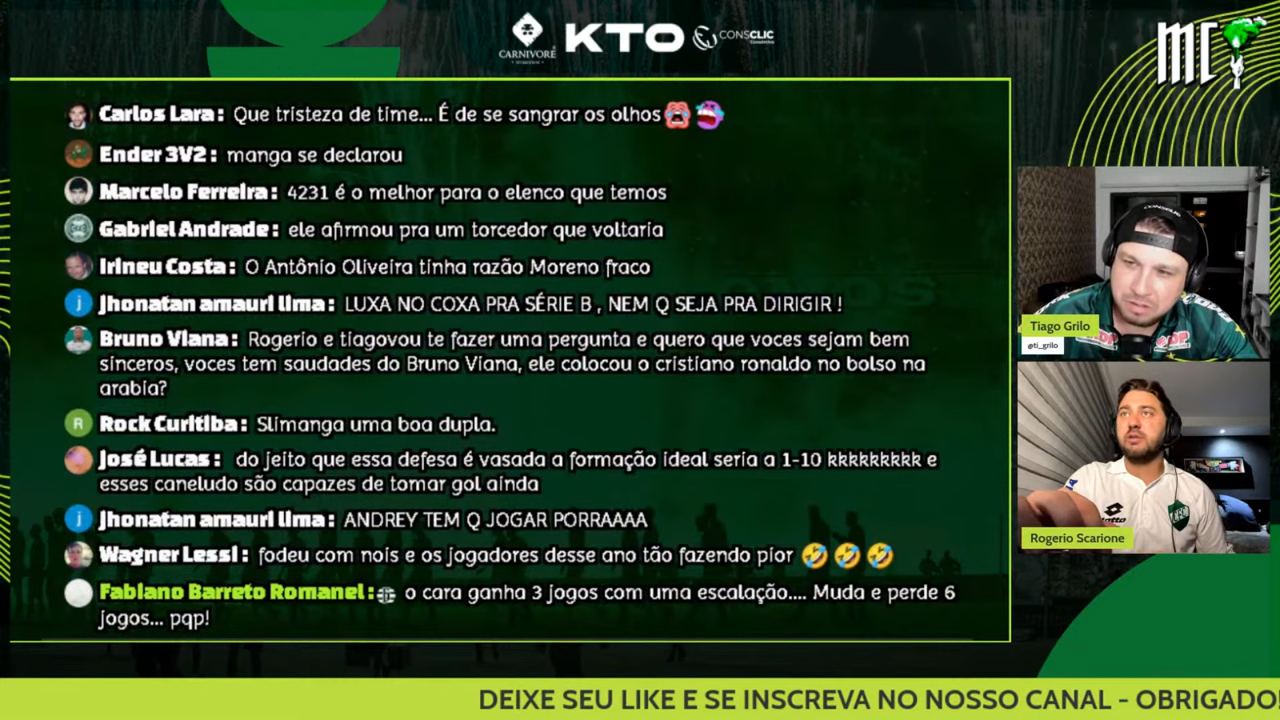 CARNIVORÊ
KTO
CONSCLIC
MC
Carlos Lara: Que tristeza de time... É de se sangrar os olhos😭🤮
Ender 3V2: manga se declarou
Marcelo Ferreira: 4231 é o melhor para o elenco que temos
Gabriel Andrade: ele afirmou pra um torcedor que voltaria
Irineu Costa: O Antônio Oliveira tinha razão Moreno fraco
j
Jhonatan amauri lima: LUXA NO COXA PRA SÉRIE B , NEM Q SEJA PRA DIRIGIR !
Bruno Viana: Rogerio e tiagovou te fazer uma pergunta e quero que voces sejam bem
sinceros, voces tem saudades do Bruno Viana, ele colocou o cristiano ronaldo no bolso na
arabia?
R
Rock Curitiba: Slimanga uma boa dupla.
José Lucas: do jeito que essa defesa é vasada a formação ideal seria a 1-10 kkkkkkkkk e
esses caneludo são capazes de tomar gol ainda
j
Jhonatan amauri lima: ANDREY TEM Q JOGAR PORRAAAA
Wagner Lessi: fodeu com nois e os jogadores desse ano tão fazendo pior 🤣🤣🤣
Fabiano Barreto Romanel: o cara ganha 3 jogos com uma escalação.... Muda e perde 6
jogos... pqp!
CONSCLIC
Tiago Grilo
@ti_grilo
lotto
Rogerio Scarione
DEIXE SEU LIKE E SE INSCREVA NO NOSSO CANAL - OBRIGADO!